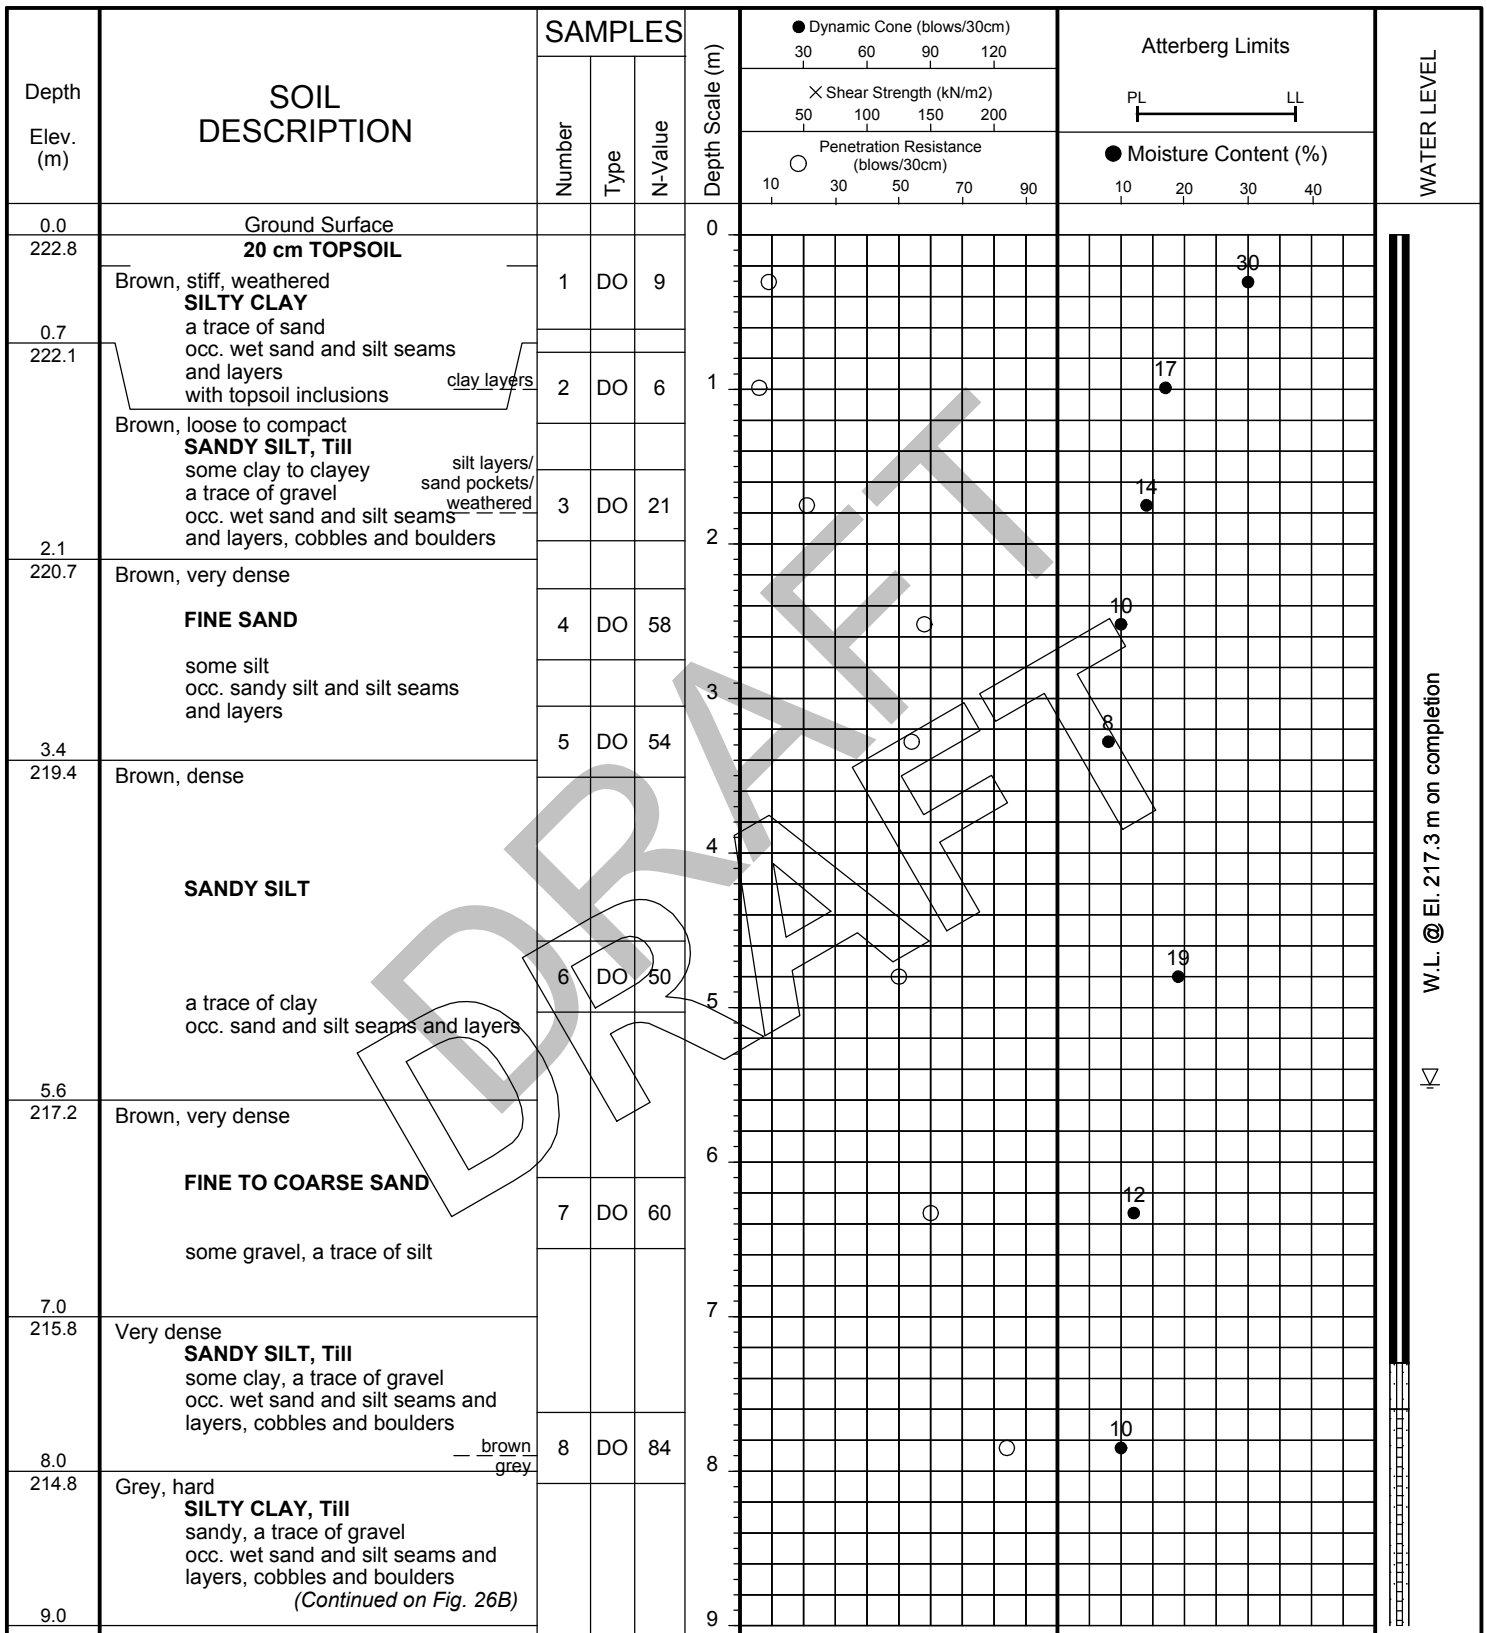 SAMPLES
Depth
Elev.
(m)
SOIL
DESCRIPTION
Number
Type
N-Value
Depth Scale (m)
● Dynamic Cone (blows/30cm)
30 60 90 120
× Shear Strength (kN/m2)
50 100 150 200
○ Penetration Resistance
(blows/30cm)
10 30 50 70 90
Atterberg Limits
PL LL
● Moisture Content (%)
10 20 30 40
WATER LEVEL
0.0 Ground Surface 0
222.8 20 cm TOPSOIL
Brown, stiff, weathered 1 DO 9 30
SILTY CLAY
a trace of sand
0.7
occ. wet sand and silt seams
222.1
and layers
clay layers 2 DO 6 1 17
with topsoil inclusions
Brown, loose to compact
SANDY SILT, Till
some clay to clayey
silt layers/
a trace of gravel
sand pockets/
weathered 3 DO 21 14
occ. wet sand and silt seams
and layers, cobbles and boulders 2
2.1
220.7 Brown, very dense
FINE SAND 4 DO 58 10
some silt
occ. sandy silt and silt seams 3
and layers
3.4 5 DO 54 8
219.4 Brown, dense
4
SANDY SILT
6 DO 50 19
a trace of clay 5
occ. sand and silt seams and layers
5.6
217.2 Brown, very dense
6
FINE TO COARSE SAND
7 DO 60 12
some gravel, a trace of silt
7.0 7
215.8 Very dense
SANDY SILT, Till
some clay, a trace of gravel
occ. wet sand and silt seams and
layers, cobbles and boulders
brown 8 DO 84 10
grey
8.0 8
214.8 Grey, hard
SILTY CLAY, Till
sandy, a trace of gravel
occ. wet sand and silt seams and
layers, cobbles and boulders
(Continued on Fig. 26B)
9.0 9
W.L. @ El. 217.3 m on completion
DRAFT
DRAFT